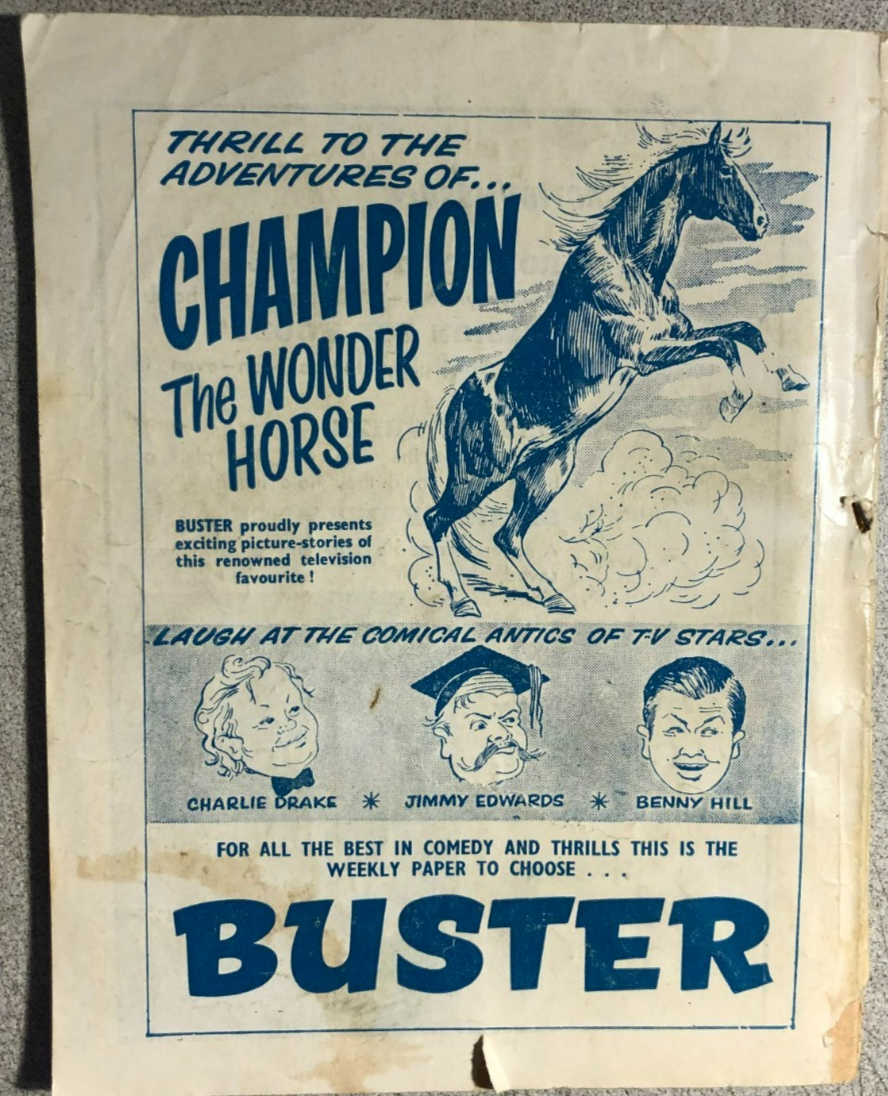 THRILL TO THE
ADVENTURES OF...
CHAMPION
The WONDER
HORSE
BUSTER proudly presents
exciting picture-stories of
this renowned television
favourite!
LAUGH AT THE COMICAL ANTICS OF T·V STARS...
CHARLIE DRAKE * JIMMY EDWARDS * BENNY HILL
FOR ALL THE BEST IN COMEDY AND THRILLS THIS IS THE
WEEKLY PAPER TO CHOOSE . . .
BUSTER